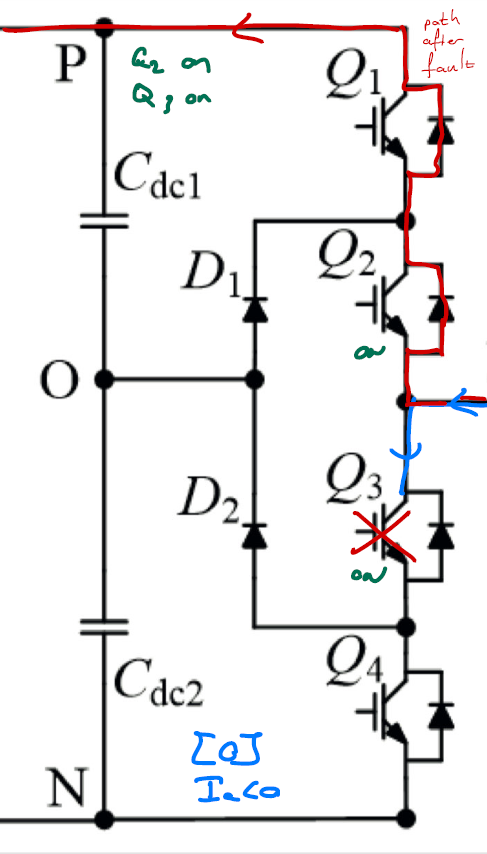 path
after
fault
P
Q2 on
Q3 on
Q1
Cdc1
Q2
D1
ON
O
Q3
D2
ON
Q4
Cdc2
[O]
Ia<0
N